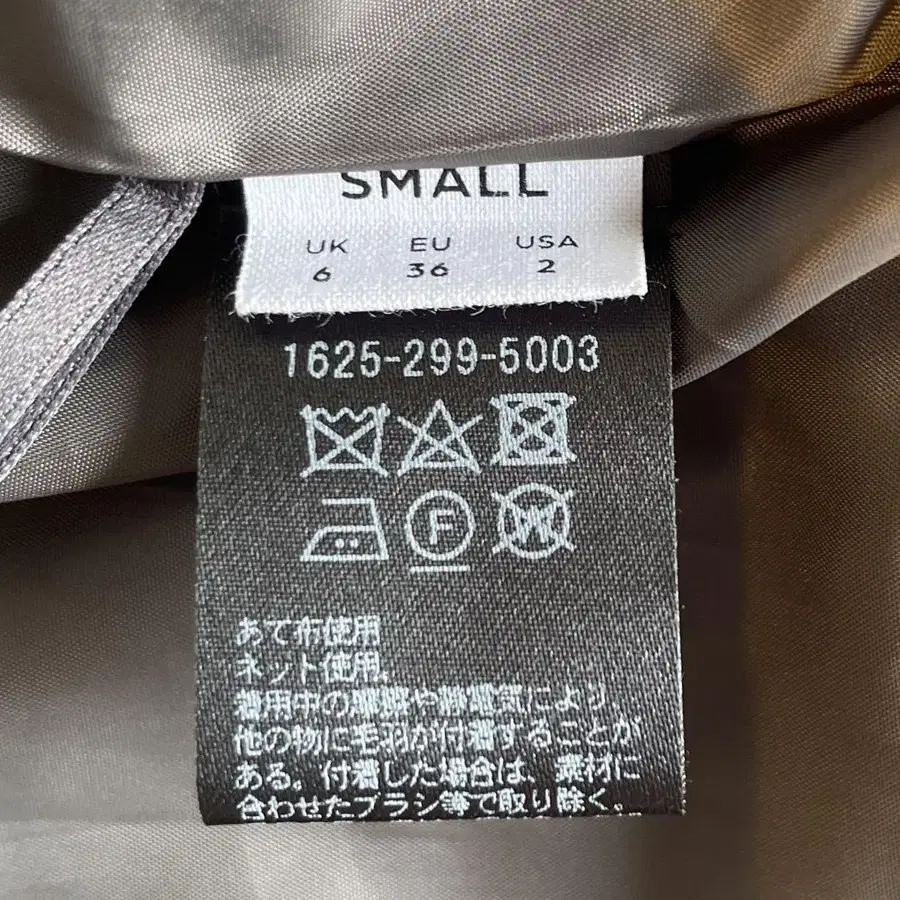 SMALL
UK EU USA
6 36 2
1625-299-5003
F
W
あて布使用
ネット使用。
着用中の摩擦や静電気により、
他の物に毛羽が付着することが
ある。付着した場合は、素材に
合わせたブラシ等で取り除く。